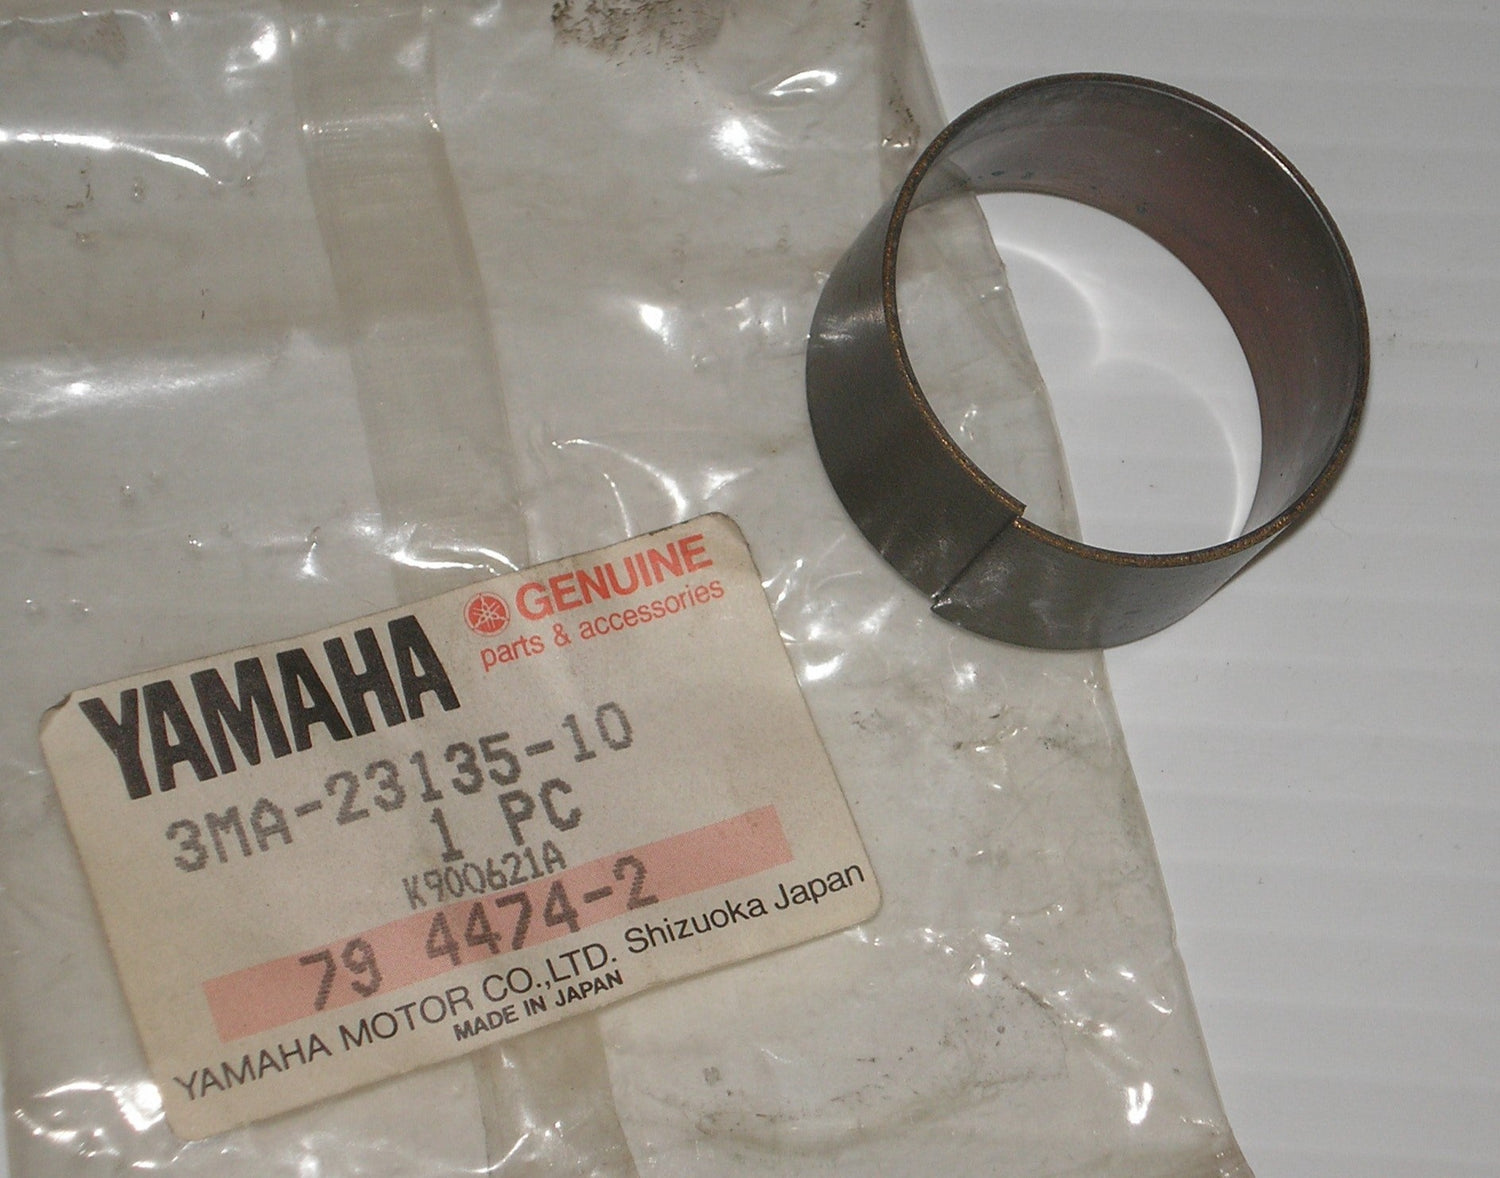 YAMAHA
GENUINE
parts & accessories
3MA-23135-10
1 PC
K900621A
79 4474-2
YAMAHA MOTOR CO.,LTD. Shizuoka Japan
MADE IN JAPAN